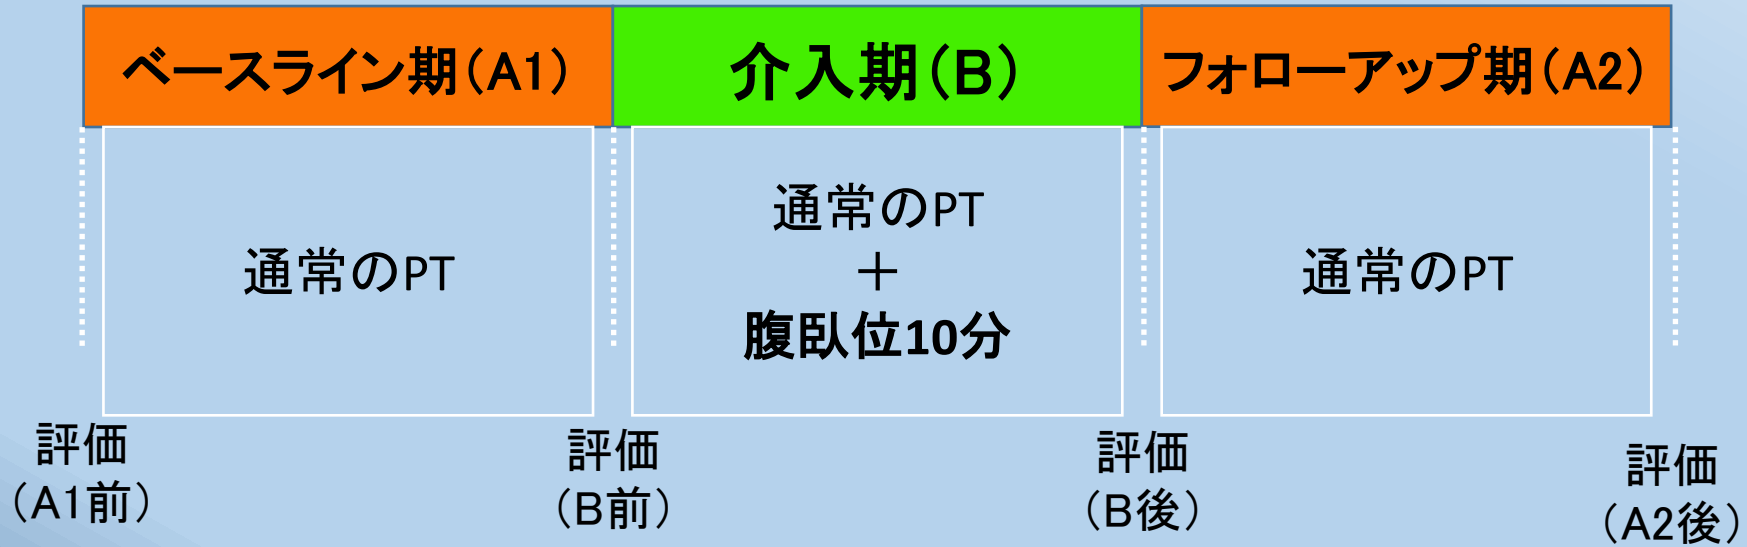 ベースライン期（A1）
介入期（B）
フォローアップ期（A2）
通常のPT
通常のPT
＋
腹臥位10分
通常のPT
評価
（A1前）
評価
（B前）
評価
（B後）
評価
（A2後）